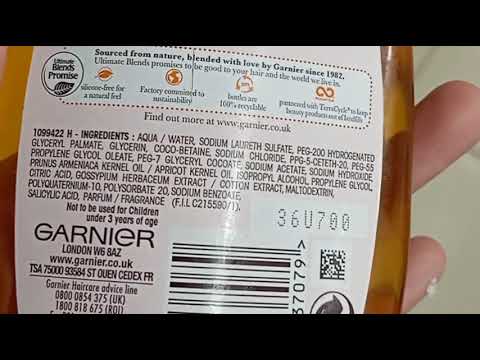 Sourced from nature, blended with love by Garnier since 1982.
Ultimate Blends promises to be good to your hair and the world we live in.
Ultimate
Blends
Promise
silicone-free for
a natural feel
Factory committed to
sustainability
bottles are
100% recyclable
partnered with TerraCycle® to keep
beauty products out of landfills
Find out more at www.garnier.co.uk
1099422 H - INGREDIENTS : AQUA / WATER, SODIUM LAURETH SULFATE, PEG-200 HYDROGENATED
GLYCERYL PALMATE, GLYCERIN, COCO-BETAINE, SODIUM CHLORIDE, PPG-5-CETETH-20, PEG-55
PROPYLENE GLYCOL OLEATE, PEG-7 GLYCERYL COCOATE, SODIUM ACETATE, SODIUM HYDROXIDE,
PRUNUS ARMENIACA KERNEL OIL / APRICOT KERNEL OIL, ISOPROPYL ALCOHOL, PROPYLENE GLYCOL,
CITRIC ACID, GOSSYPIUM HERBACEUM EXTRACT / COTTON EXTRACT, MALTODEXTRIN,
POLYQUATERNIUM-10, POLYSORBATE 20, SODIUM BENZOATE,
SALICYLIC ACID, PARFUM / FRAGRANCE (F.I.L C215590/1).
Not to be used for Children
under 3 years of age
36U700
GARNIER
LONDON W6 8AZ
www.garnier.co.uk
TSA 75000 93584 ST OUEN CEDEX FR
Garnier Haircare advice line
0800 0854 375 (UK)
1800 818 675 (ROI)
37079